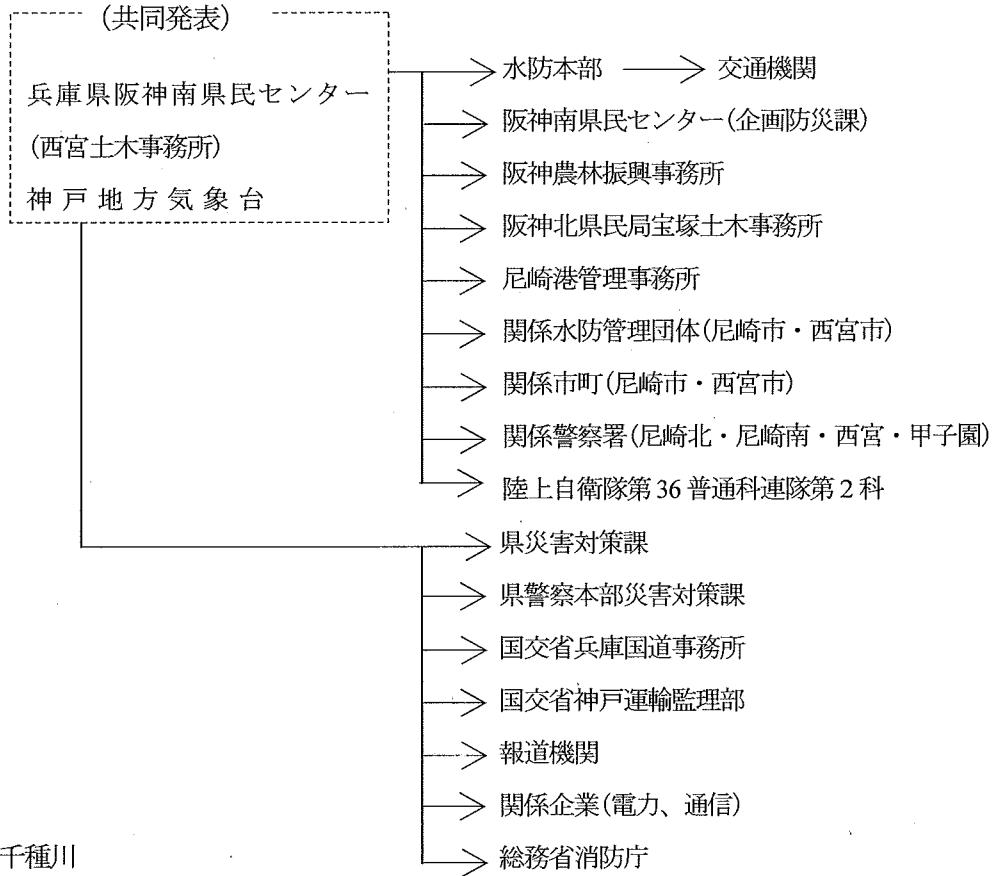 (共同発表)
兵庫県阪神南県民センター
(西宮土木事務所)
神戸地方気象台
水防本部 交通機関
阪神南県民センター(企画防災課)
阪神農林振興事務所
阪神北県民局宝塚土木事務所
尼崎港管理事務所
関係水防管理団体(尼崎市・西宮市)
関係市町(尼崎市・西宮市)
関係警察署(尼崎北・尼崎南・西宮・甲子園)
陸上自衛隊第36普通科連隊第2科
県災害対策課
県警察本部災害対策課
国交省兵庫国道事務所
国交省神戸運輸監理部
報道機関
関係企業(電力、通信)
総務省消防庁
千種川